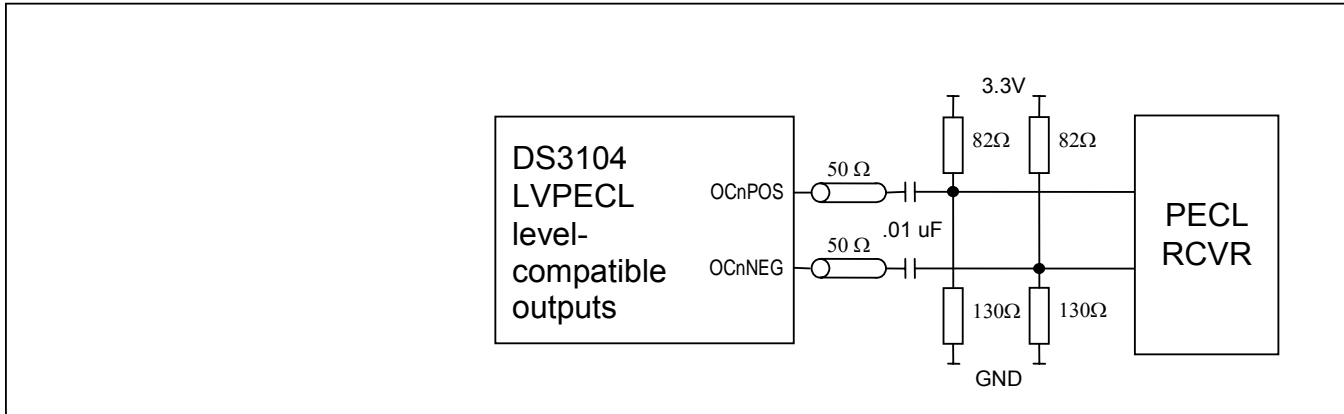 3.3V
82Ω
82Ω
DS3104
LVPECL
level-
compatible
outputs
50 Ω
OCnPOS
.01 uF
50 Ω
OCnNEG
PECL
RCVR
130Ω
130Ω
GND